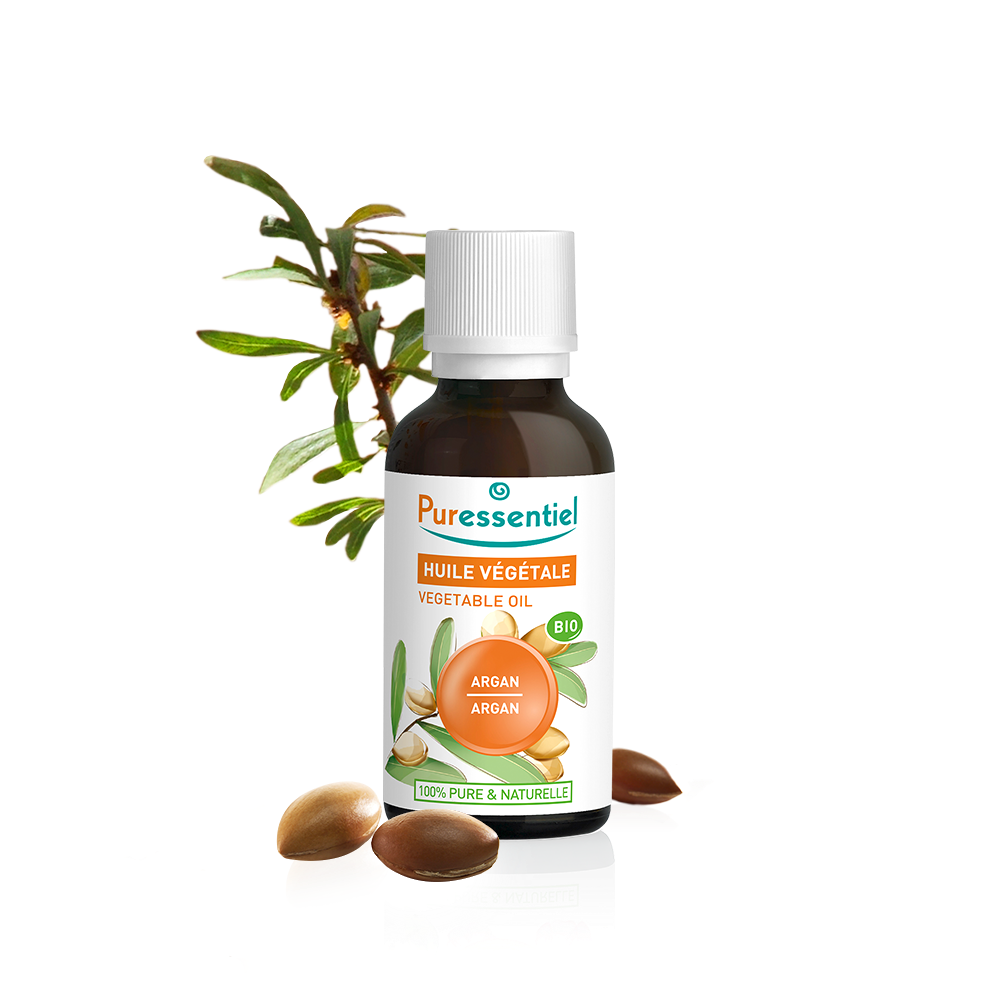 Puressentiel
HUILE VÉGÉTALE
VEGETABLE OIL
BIO
ARGAN
ARGAN
100% PURE & NATURELLE